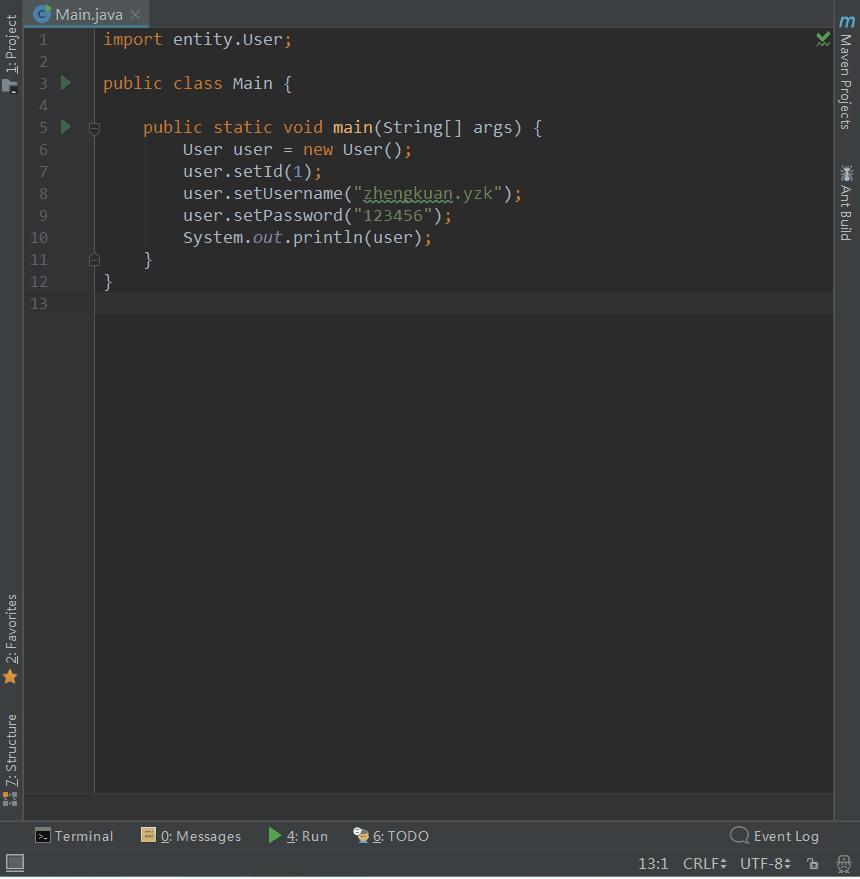 Main.java
1: Project
1 import entity.User;
2
3 public class Main {
4
5 public static void main(String[] args) {
6 User user = new User();
7 user.setId(1);
8 user.setUsername("zhengkuan.yzk");
9 user.setPassword("123456");
10 System.out.println(user);
11 }
12 }
13
m Maven Projects
Ant Build
2: Favorites
7: Structure
Terminal 0: Messages 4: Run 6: TODO Event Log
13:1 CRLF UTF-8